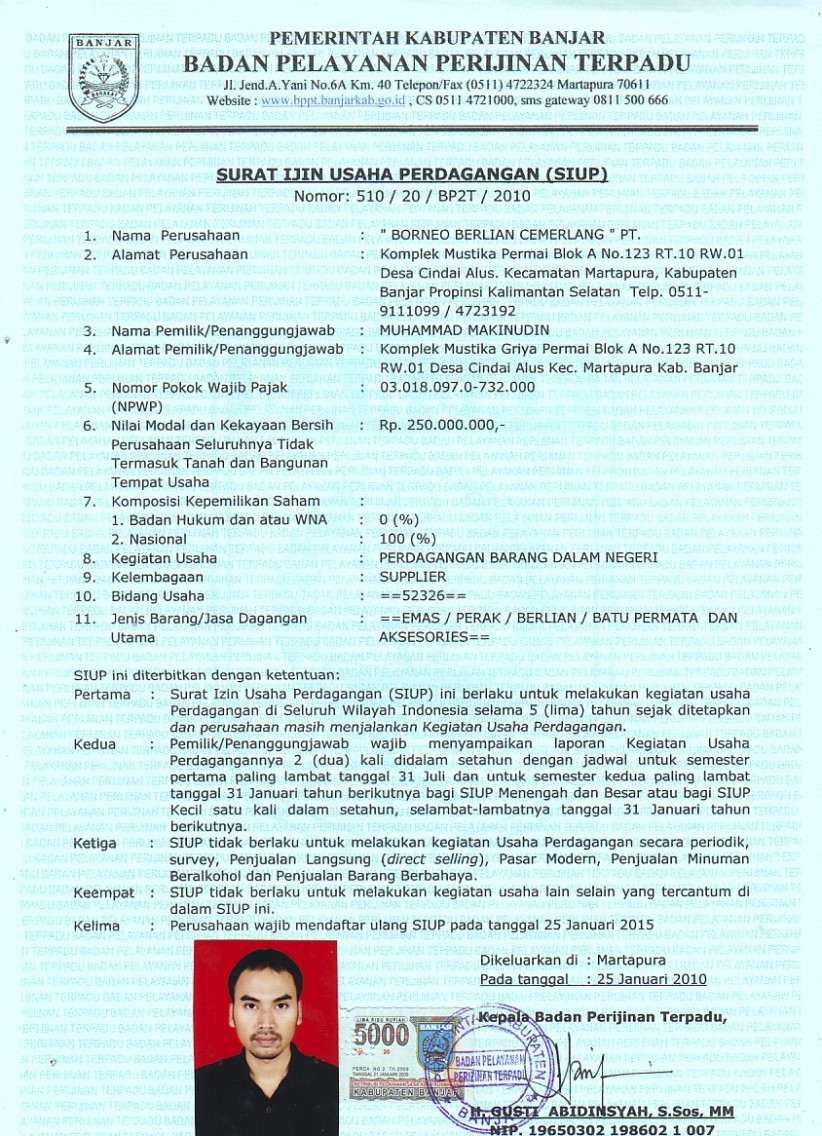 BANJAR
PEMERINTAH KABUPATEN BANJAR
BADAN PELAYANAN PERIJINAN TERPADU
Jl. Jend.A.Yani No.6A Km. 40 Telepon/Fax (0511) 4722324 Martapura 70611
Website : www.bppt.banjarkab.go.id , CS 0511 4721000, sms gateway 0811 500 666
SURAT IJIN USAHA PERDAGANGAN (SIUP)
Nomor: 510 / 20 / BP2T / 2010
1. Nama Perusahaan : " BORNEO BERLIAN CEMERLANG " PT.
2. Alamat Perusahaan : Komplek Mustika Permai Blok A No.123 RT.10 RW.01
Desa Cindai Alus. Kecamatan Martapura, Kabupaten
Banjar Propinsi Kalimantan Selatan Telp. 0511-
9111099 / 4723192
3. Nama Pemilik/Penanggungjawab : MUHAMMAD MAKINUDIN
4. Alamat Pemilik/Penanggungjawab : Komplek Mustika Griya Permai Blok A No.123 RT.10
RW.01 Desa Cindai Alus Kec. Martapura Kab. Banjar
5. Nomor Pokok Wajib Pajak : 03.018.097.0-732.000
(NPWP)
6. Nilai Modal dan Kekayaan Bersih : Rp. 250.000.000,-
Perusahaan Seluruhnya Tidak
Termasuk Tanah dan Bangunan
Tempat Usaha
7. Komposisi Kepemilikan Saham :
1. Badan Hukum dan atau WNA : 0 (%)
2. Nasional : 100 (%)
8. Kegiatan Usaha : PERDAGANGAN BARANG DALAM NEGERI
9. Kelembagaan : SUPPLIER
10. Bidang Usaha : ==52326==
11. Jenis Barang/Jasa Dagangan : ==EMAS / PERAK / BERLIAN / BATU PERMATA DAN
Utama AKSESORIES==
SIUP ini diterbitkan dengan ketentuan:
Pertama : Surat Izin Usaha Perdagangan (SIUP) ini berlaku untuk melakukan kegiatan usaha
Perdagangan di Seluruh Wilayah Indonesia selama 5 (lima) tahun sejak ditetapkan
dan perusahaan masih menjalankan Kegiatan Usaha Perdagangan.
Kedua : Pemilik/Penanggungjawab wajib menyampaikan laporan Kegiatan Usaha
Perdagangannya 2 (dua) kali didalam setahun dengan jadwal untuk semester
pertama paling lambat tanggal 31 Juli dan untuk semester kedua paling lambat
tanggal 31 Januari tahun berikutnya bagi SIUP Menengah dan Besar atau bagi SIUP
Kecil satu kali dalam setahun, selambat-lambatnya tanggal 31 Januari tahun
berikutnya.
Ketiga : SIUP tidak berlaku untuk melakukan kegiatan Usaha Perdagangan secara periodik,
survey, Penjualan Langsung (direct selling), Pasar Modern, Penjualan Minuman
Beralkohol dan Penjualan Barang Berbahaya.
Keempat : SIUP tidak berlaku untuk melakukan kegiatan usaha lain selain yang tercantum di
dalam SIUP ini.
Kelima : Perusahaan wajib mendaftar ulang SIUP pada tanggal 25 Januari 2015
Dikeluarkan di : Martapura
Pada tanggal : 25 Januari 2010
Kepala Badan Perijinan Terpadu,
LIMA RIBU RUPIAH
5000
BANJAR
KABUPATEN BANJAR
BADAN PELAYANAN
PERIZINAN TERPADU
H. GUSTI ABIDINSYAH, S.Sos, MM
NIP. 19650302 198602 1 007